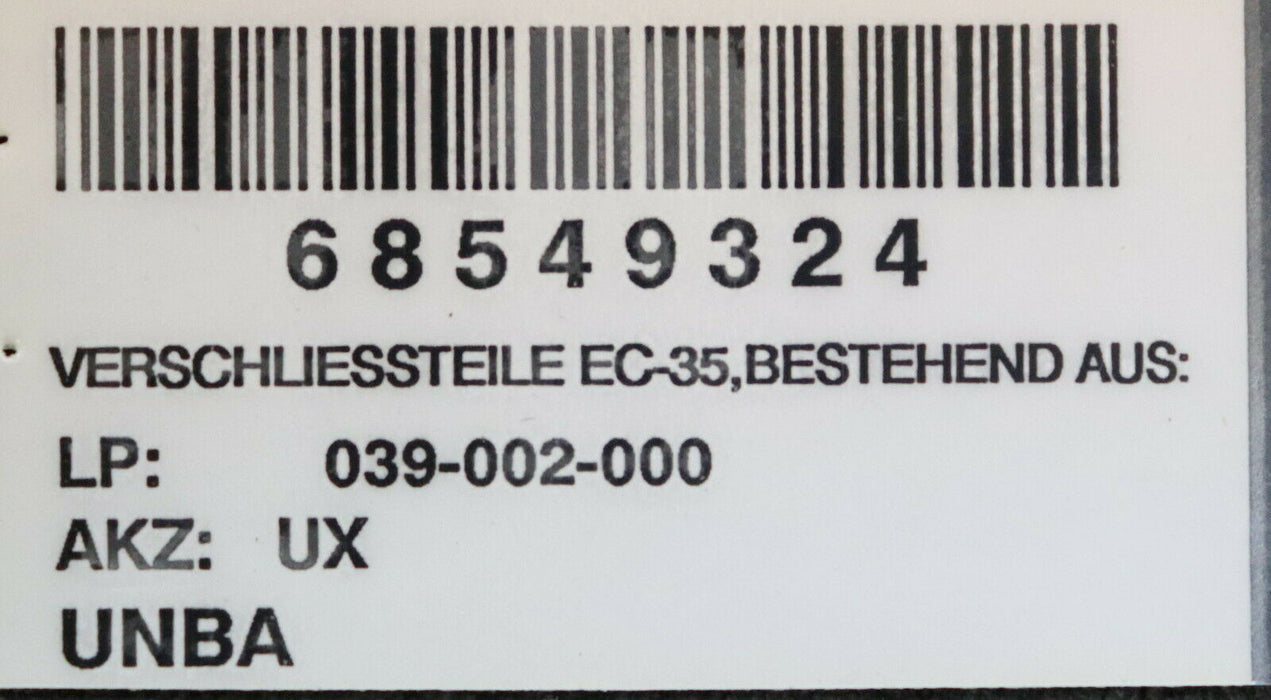 68549324
VERSCHLIESSTEILE EC-35,BESTEHEND AUS:
LP: 039-002-000
AKZ: UX
UNBA